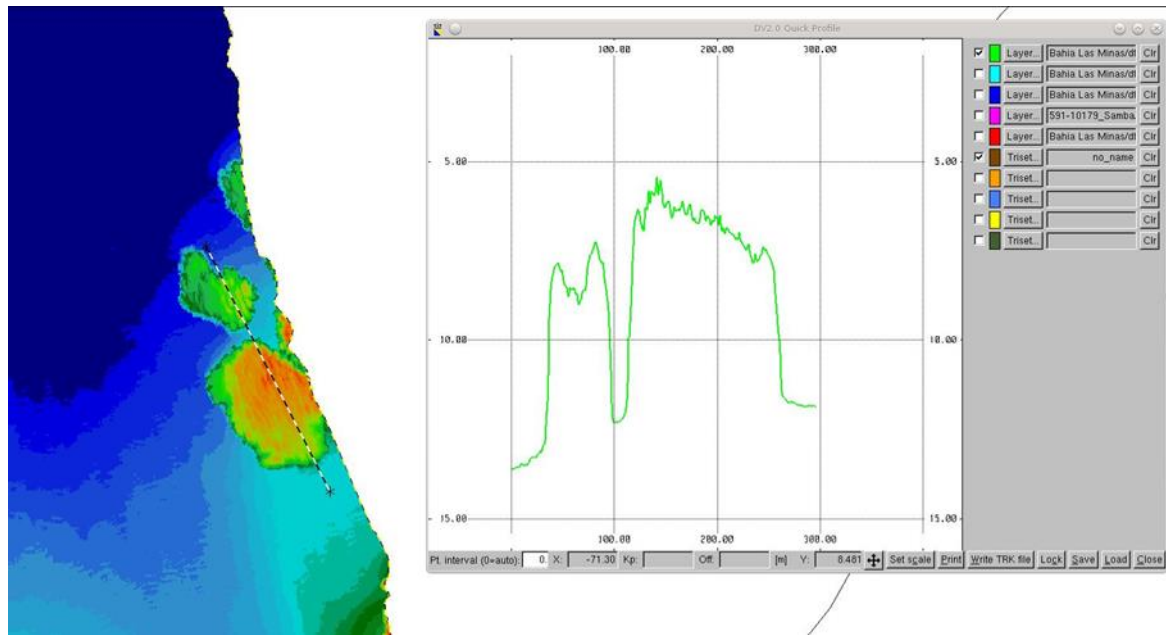 DV2.0 Quick Profile
100.00 200.00 300.00
5.00 5.00
10.00 10.00
15.00 15.00
100.00 200.00 300.00
Layer... Bahia Las Minas/dt Clr
Layer... Bahia Las Minas/dt Clr
Layer... Bahia Las Minas/dt Clr
Layer... 591-10179_Samba. Clr
Layer... Bahia Las Minas/dt Clr
Triset... no_name Clr
Triset... Clr
Triset... Clr
Triset... Clr
Triset... Clr
Pt. interval (0=auto): 0. X: -71.30 Kp: Off: [m] Y: 8.481 Set scale Print Write TRK file Lock Save Load Close